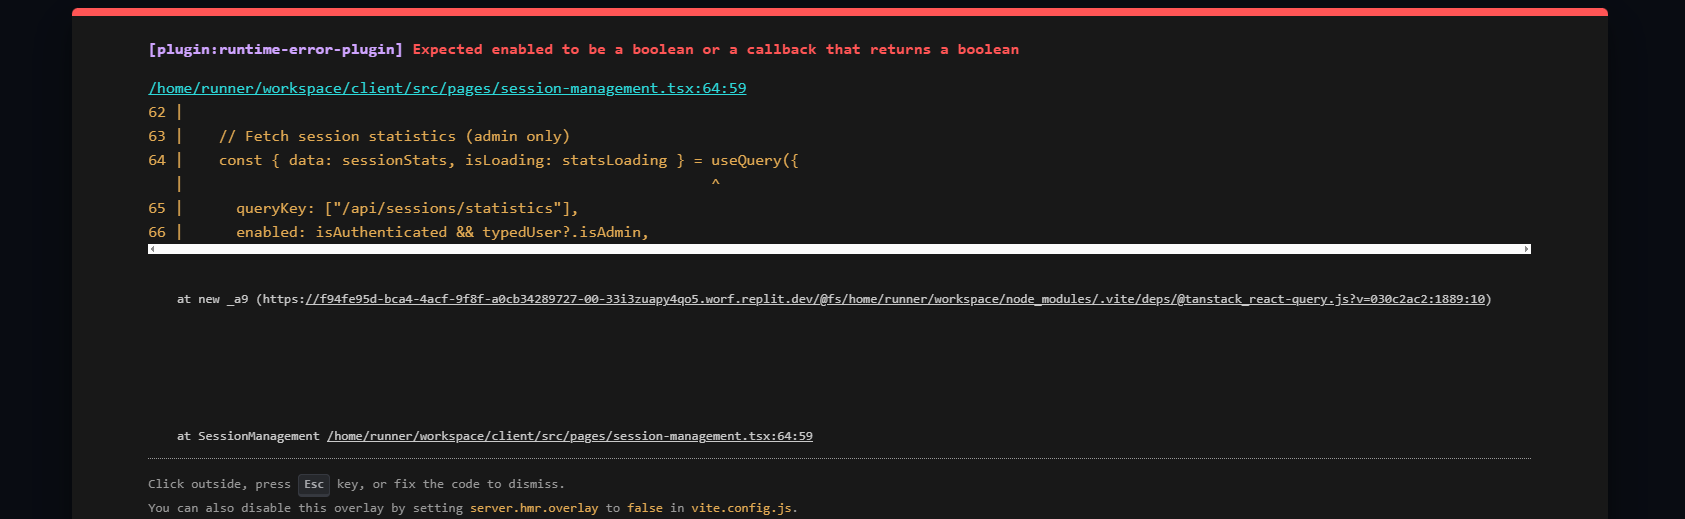 [plugin:runtime-error-plugin] Expected enabled to be a boolean or a callback that returns a boolean
/home/runner/workspace/client/src/pages/session-management.tsx:64:59
62 |
63 |    // Fetch session statistics (admin only)
64 |    const { data: sessionStats, isLoading: statsLoading } = useQuery({
   |                                                            ^
65 |      queryKey: ["/api/sessions/statistics"],
66 |      enabled: isAuthenticated && typedUser?.isAdmin,
at new _a9 (https://f94fe95d-bca4-4acf-9f8f-a0cb34289727-00-33i3zuapy4qo5.worf.replit.dev/@fs/home/runner/workspace/node_modules/.vite/deps/@tanstack_react-query.js?v=030c2ac2:1889:10)
at SessionManagement /home/runner/workspace/client/src/pages/session-management.tsx:64:59
Click outside, press Esc key, or fix the code to dismiss.
You can also disable this overlay by setting server.hmr.overlay to false in vite.config.js.